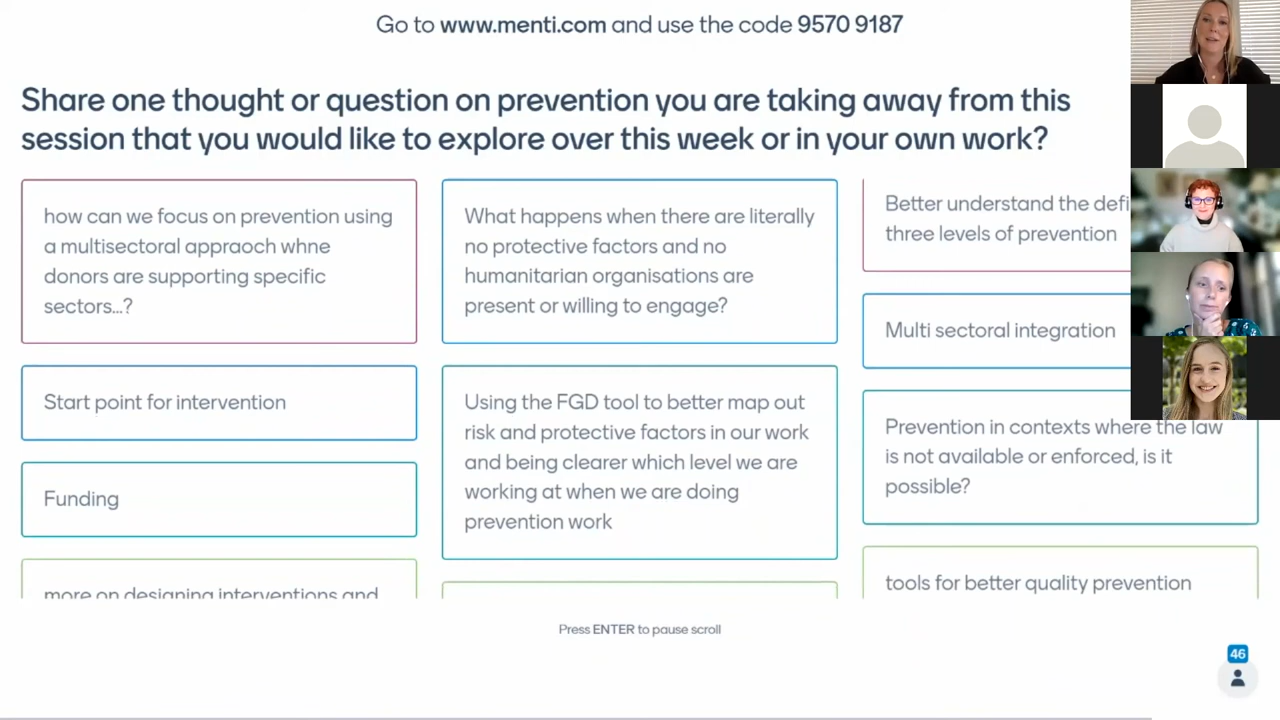 Go to www.menti.com and use the code 9570 9187
Share one thought or question on prevention you are taking away from this
session that you would like to explore over this week or in your own work?
how can we focus on prevention using
a multisectoral appraoch whne
donors are supporting specific
sectors...?
Start point for intervention
Funding
more on designing interventions and
What happens when there are literally
no protective factors and no
humanitarian organisations are
present or willing to engage?
Using the FGD tool to better map out
risk and protective factors in our work
and being clearer which level we are
working at when we are doing
prevention work
Better understand the
three levels of prevention
Multi sectoral integration
Prevention in contexts where the law
is not available or enforced, is it
possible?
tools for better quality prevention
Press ENTER to pause scroll
46